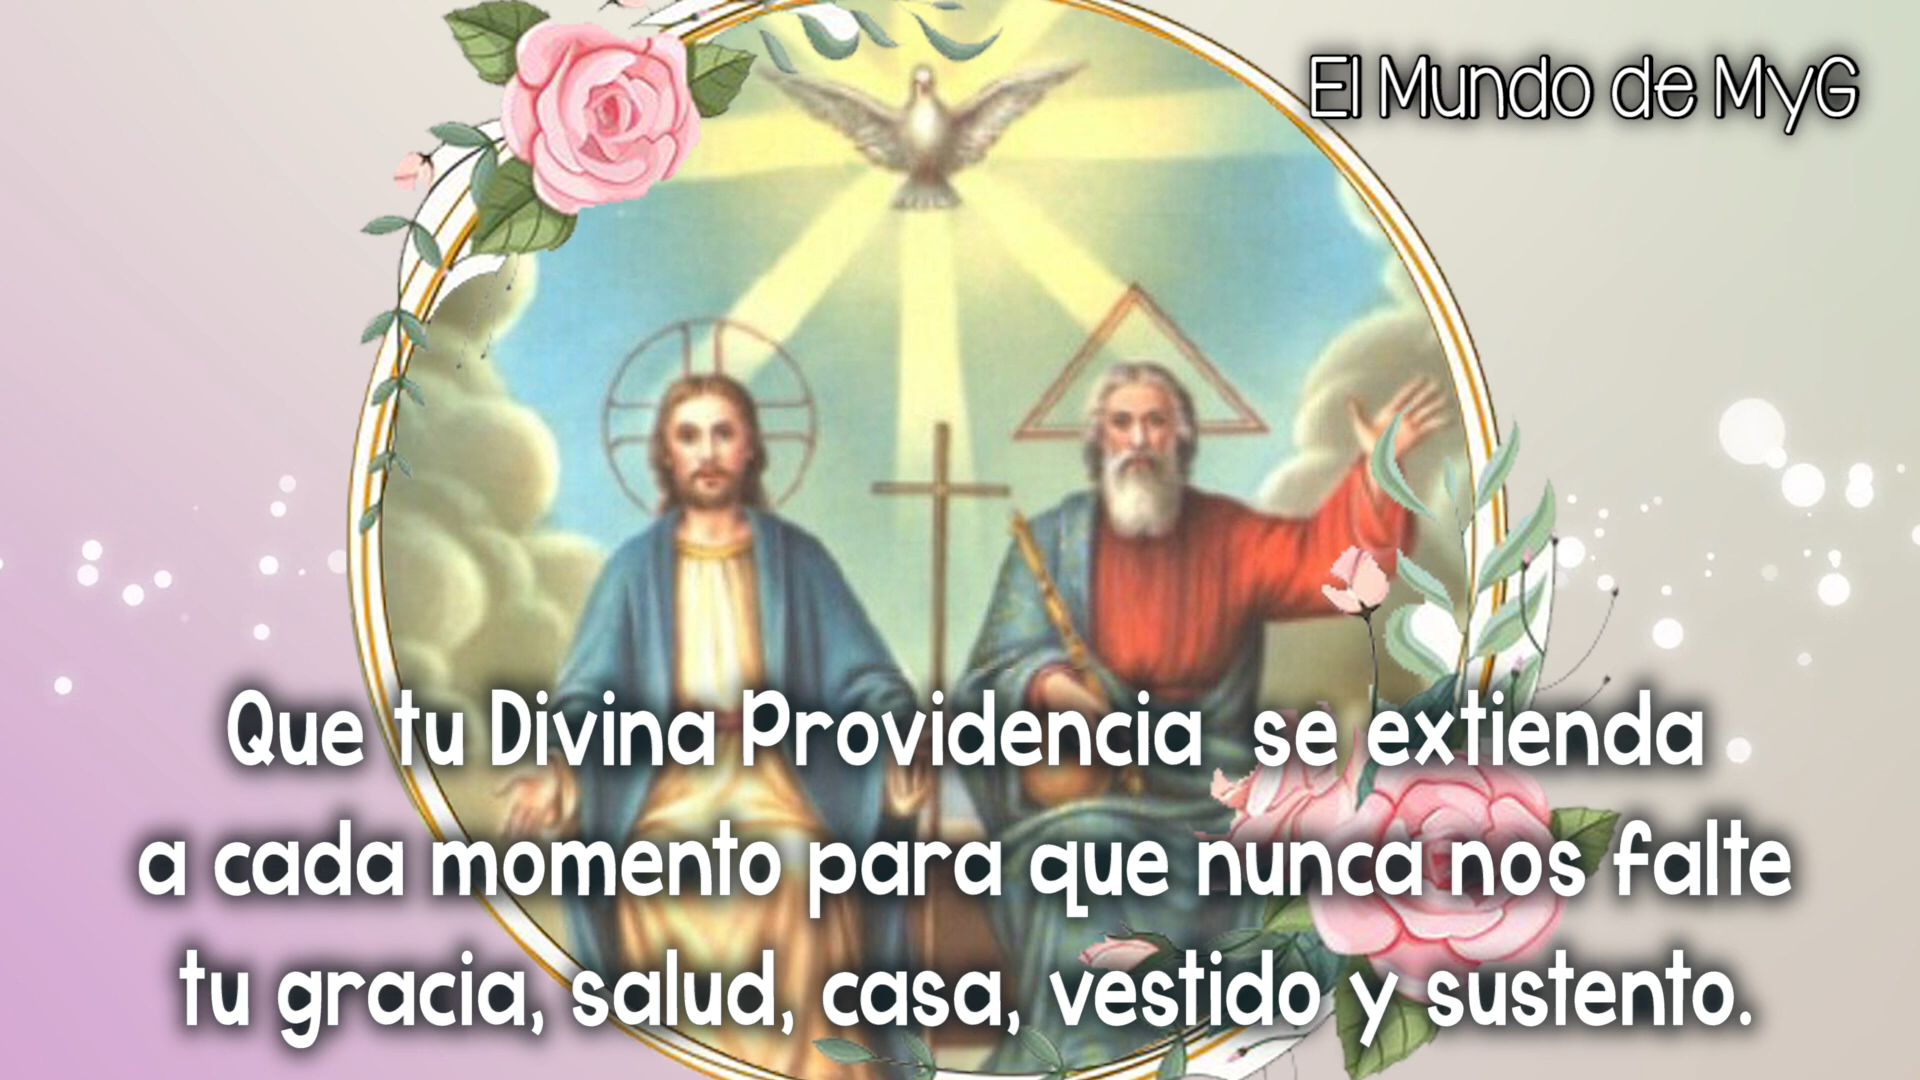 El Mundo de MyG
Que tu Divina Providencia se extienda
a cada momento para que nunca nos falte
tu gracia, salud, casa, vestido y sustento.